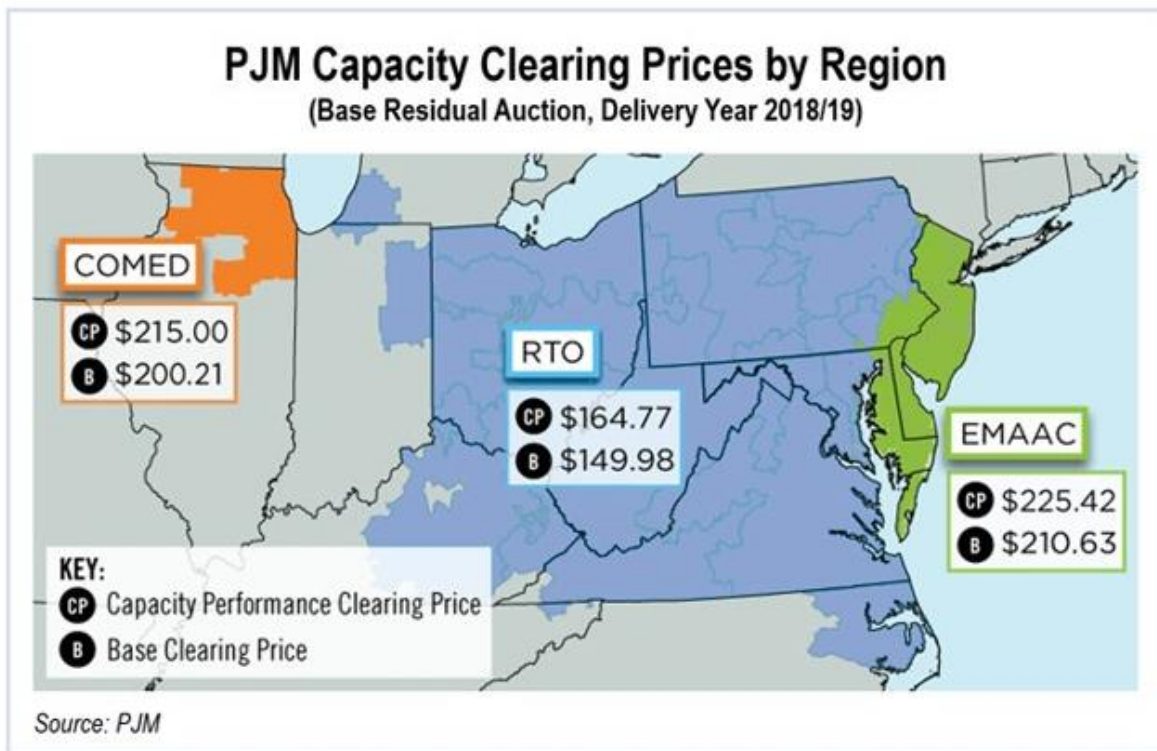 PJM Capacity Clearing Prices by Region
(Base Residual Auction, Delivery Year 2018/19)
COMED
CP $215.00
B $200.21
RTO
CP $164.77
B $149.98
EMAAC
CP $225.42
B $210.63
KEY:
CP Capacity Performance Clearing Price
B Base Clearing Price
Source: PJM